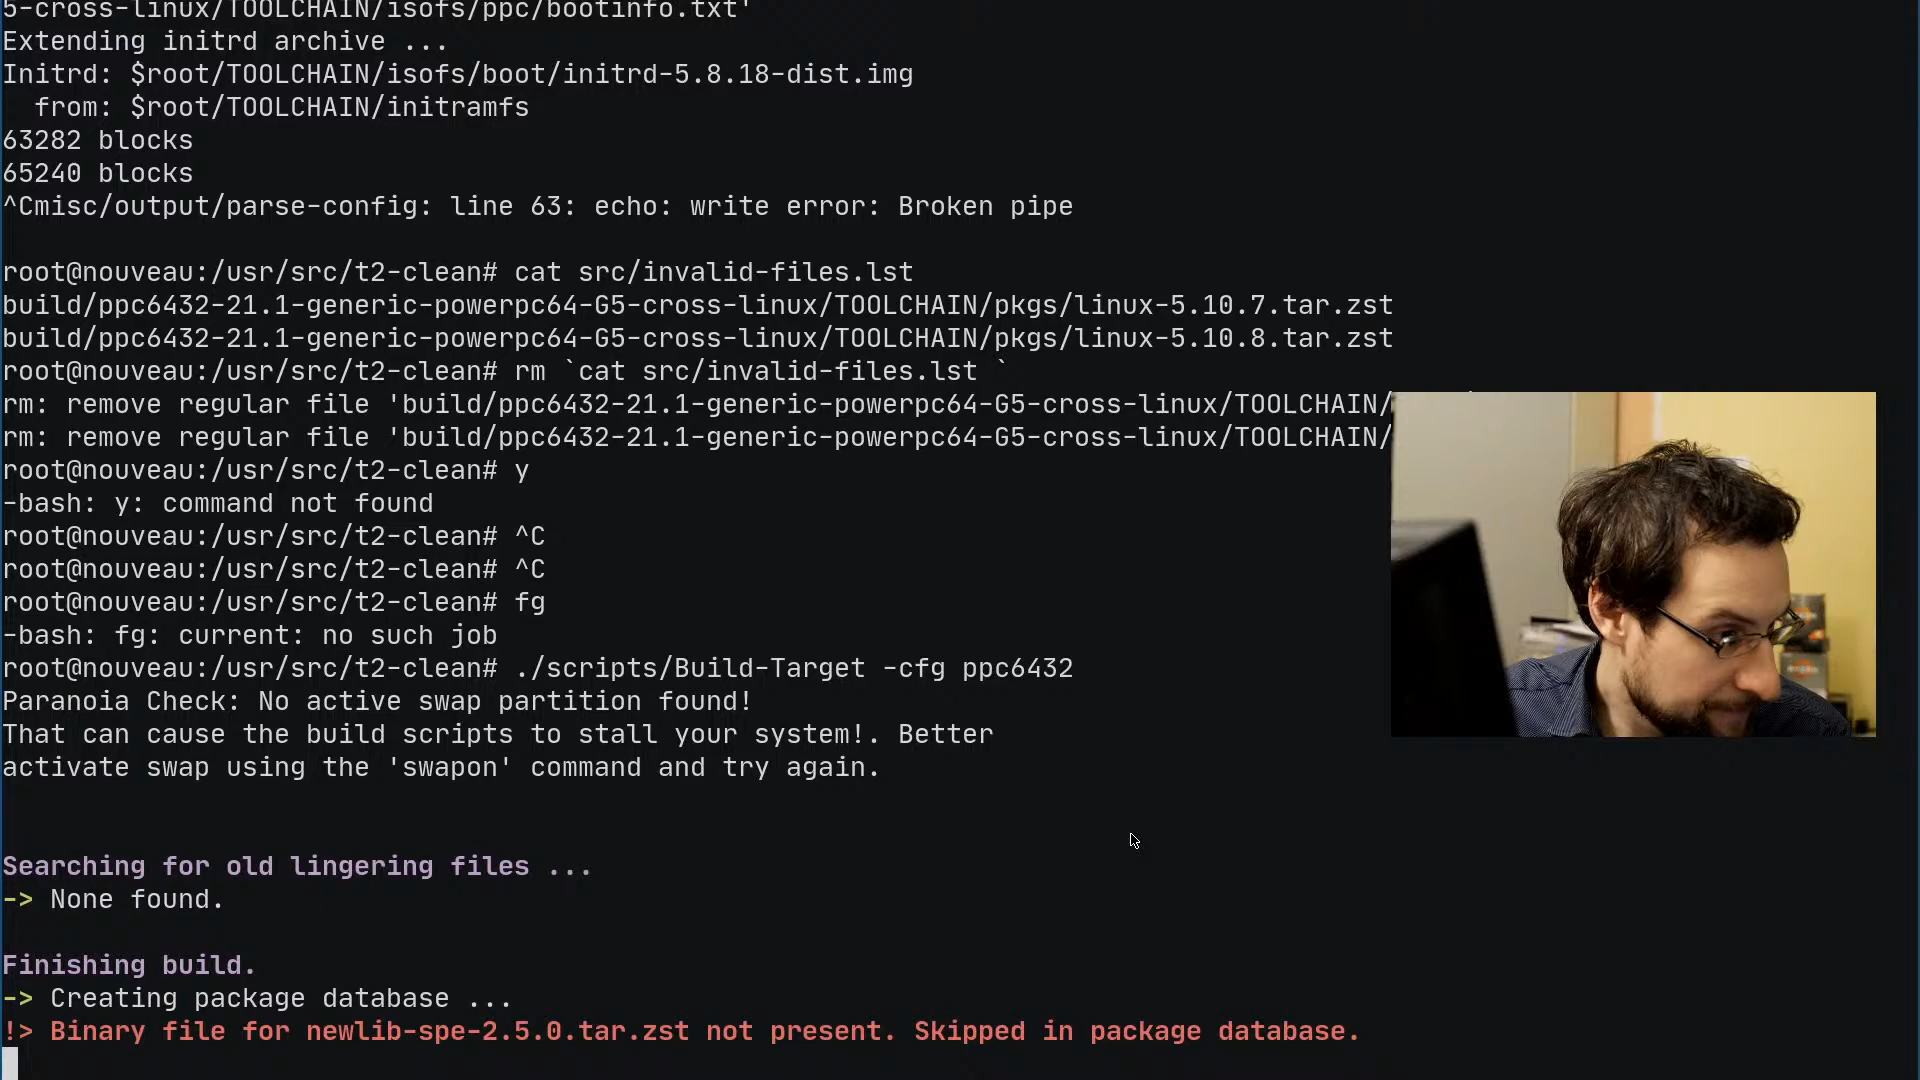 5-cross-linux/TOOLCHAIN/isofs/ppc/bootinfo.txt'
Extending initrd archive ...
Initrd: $root/TOOLCHAIN/isofs/boot/initrd-5.8.18-dist.img
  from: $root/TOOLCHAIN/initramfs
63282 blocks
65240 blocks
^Cmisc/output/parse-config: line 63: echo: write error: Broken pipe
root@nouveau:/usr/src/t2-clean# cat src/invalid-files.lst
build/ppc6432-21.1-generic-powerpc64-G5-cross-linux/TOOLCHAIN/pkgs/linux-5.10.7.tar.zst
build/ppc6432-21.1-generic-powerpc64-G5-cross-linux/TOOLCHAIN/pkgs/linux-5.10.8.tar.zst
root@nouveau:/usr/src/t2-clean# rm `cat src/invalid-files.lst `
rm: remove regular file 'build/ppc6432-21.1-generic-powerpc64-G5-cross-linux/TOOLCHAIN/
rm: remove regular file 'build/ppc6432-21.1-generic-powerpc64-G5-cross-linux/TOOLCHAIN/
root@nouveau:/usr/src/t2-clean# y
-bash: y: command not found
root@nouveau:/usr/src/t2-clean# ^C
root@nouveau:/usr/src/t2-clean# ^C
root@nouveau:/usr/src/t2-clean# fg
-bash: fg: current: no such job
root@nouveau:/usr/src/t2-clean# ./scripts/Build-Target -cfg ppc6432
Paranoia Check: No active swap partition found!
That can cause the build scripts to stall your system!. Better
activate swap using the 'swapon' command and try again.
Searching for old lingering files ...
-> None found.
Finishing build.
-> Creating package database ...
!> Binary file for newlib-spe-2.5.0.tar.zst not present. Skipped in package database.